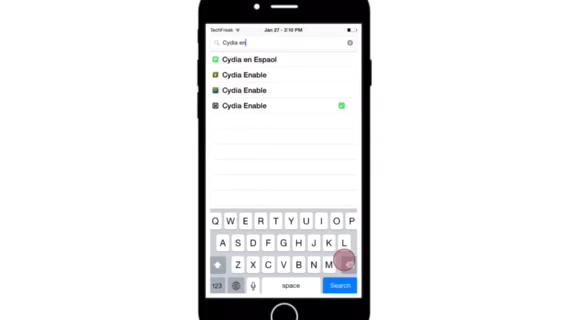 TechFreak
Jan 27 - 2:10 PM
Cydia en
Cydia en Espaol
Cydia Enable
Cydia Enable
Cydia Enable
Q W E R T Y U I O P
A S D F G H J K L
Z X C V B N M
123 space Search